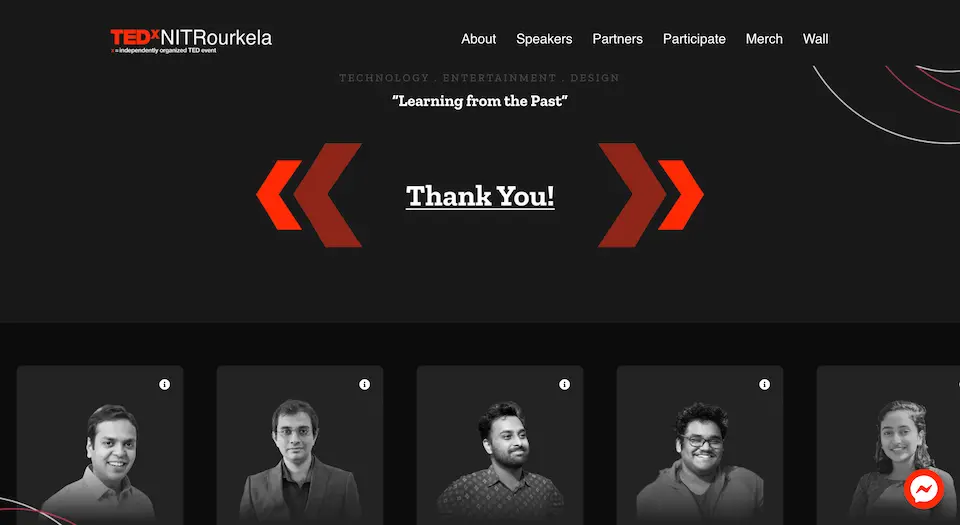 TEDxNITRourkela
x = independently organized TED event
About
Speakers
Partners
Participate
Merch
Wall
TECHNOLOGY . ENTERTAINMENT . DESIGN
“Learning from the Past”
Thank You!